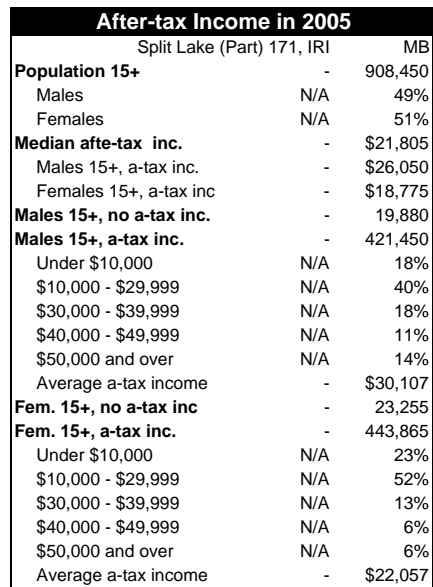 After-tax Income in 2005
Split Lake (Part) 171, IRI MB
Population 15+ - 908,450
Males N/A 49%
Females N/A 51%
Median afte-tax inc. - $21,805
Males 15+, a-tax inc. - $26,050
Females 15+, a-tax inc - $18,775
Males 15+, no a-tax inc. - 19,880
Males 15+, a-tax inc. - 421,450
Under $10,000 N/A 18%
$10,000 - $29,999 N/A 40%
$30,000 - $39,999 N/A 18%
$40,000 - $49,999 N/A 11%
$50,000 and over N/A 14%
Average a-tax income - $30,107
Fem. 15+, no a-tax inc - 23,255
Fem. 15+, a-tax inc. - 443,865
Under $10,000 N/A 23%
$10,000 - $29,999 N/A 52%
$30,000 - $39,999 N/A 13%
$40,000 - $49,999 N/A 6%
$50,000 and over N/A 6%
Average a-tax income - $22,057